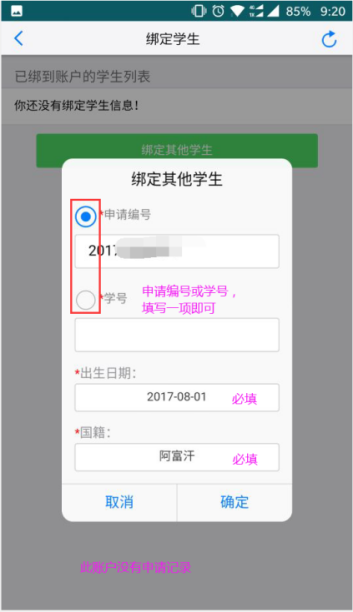 85% 9:20
绑定学生
已绑到账户的学生列表
你还没有绑定学生信息！
绑定其他学生
绑定其他学生
*申请编号
2017
*学号
申请编号或学号，
填写一项即可
*出生日期：
2017-08-01 必填
*国籍：
阿富汗 必填
取消 确定
此账户没有申请记录